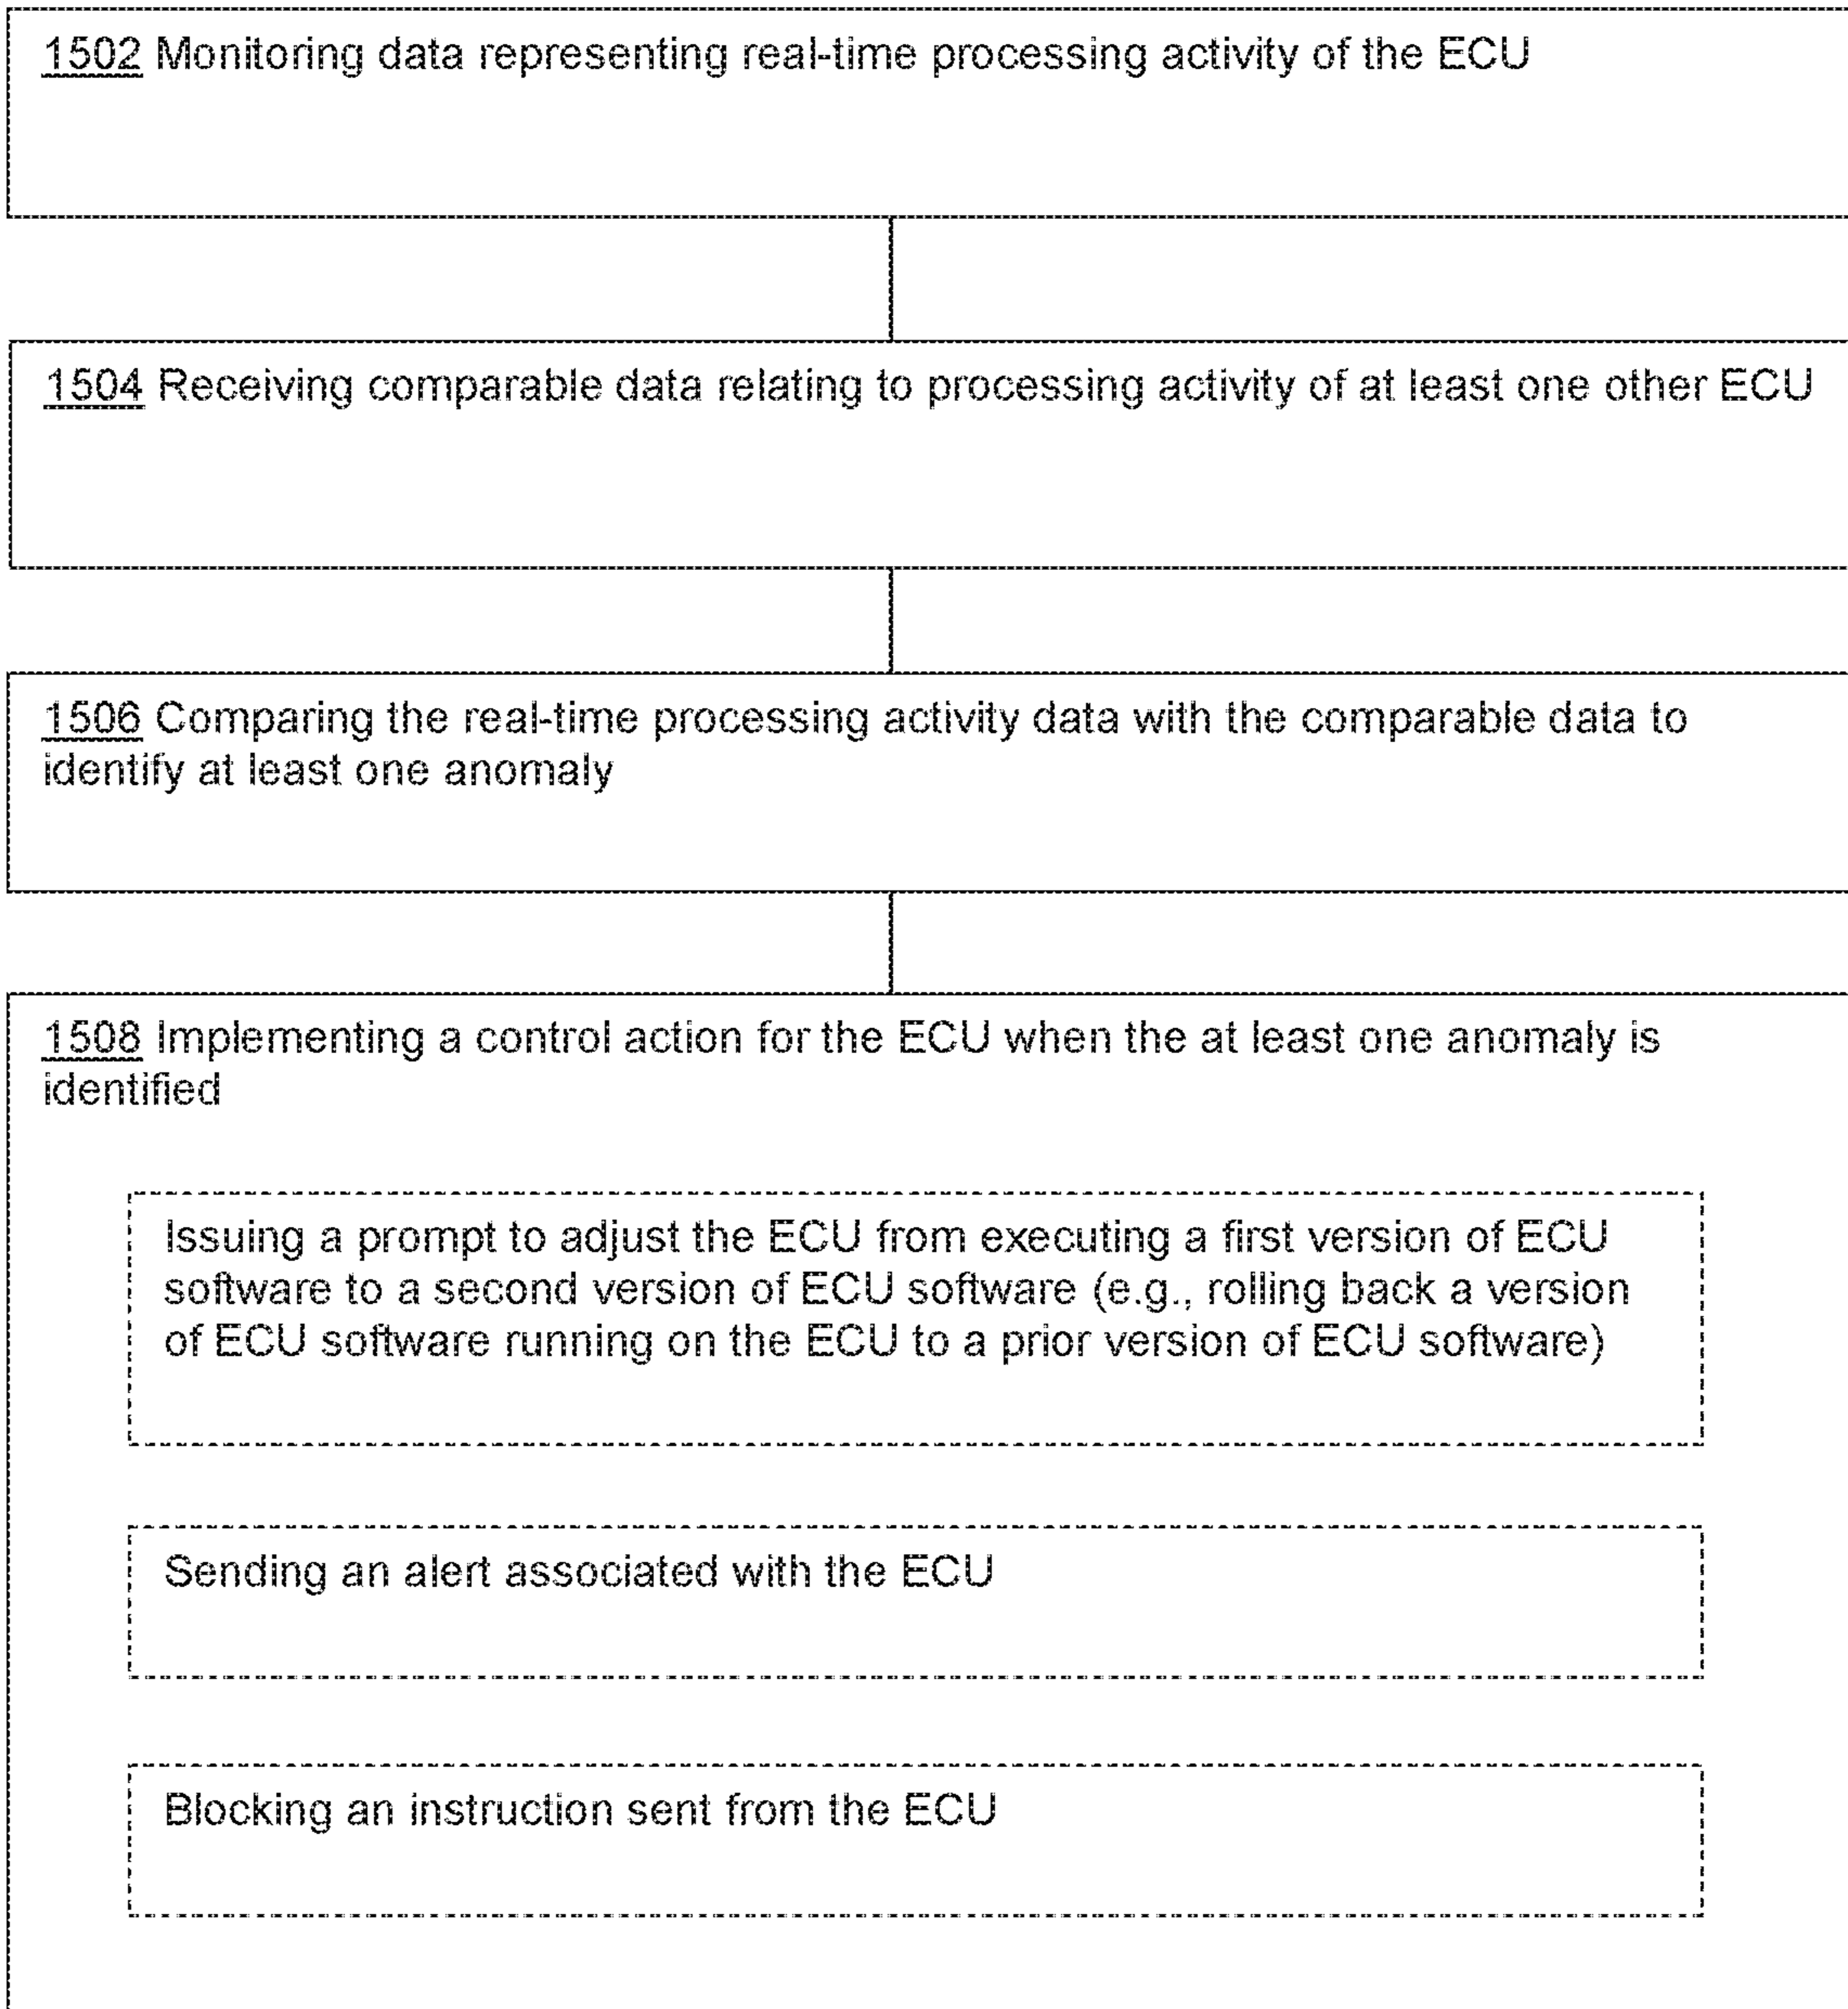 1502 Monitoring data representing real-time processing activity of the ECU
1504 Receiving comparable data relating to processing activity of at least one other ECU
1506 Comparing the real-time processing activity data with the comparable data to
identify at least one anomaly
1508 Implementing a control action for the ECU when the at least one anomaly is
identified
Issuing a prompt to adjust the ECU from executing a first version of ECU
software to a second version of ECU software (e.g., rolling back a version
of ECU software running on the ECU to a prior version of ECU software)
Sending an alert associated with the ECU
Blocking an instruction sent from the ECU